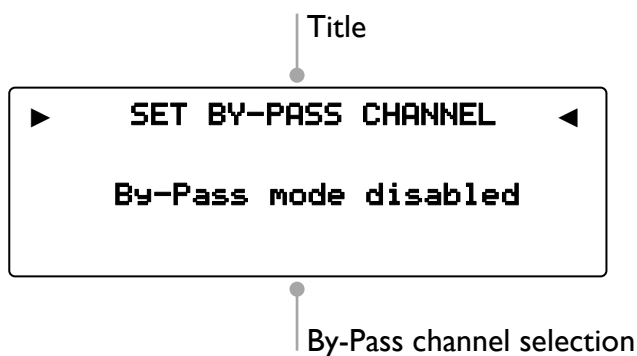 Title
► SET BY-PASS CHANNEL ◄
By-Pass mode disabled
By-Pass channel selection